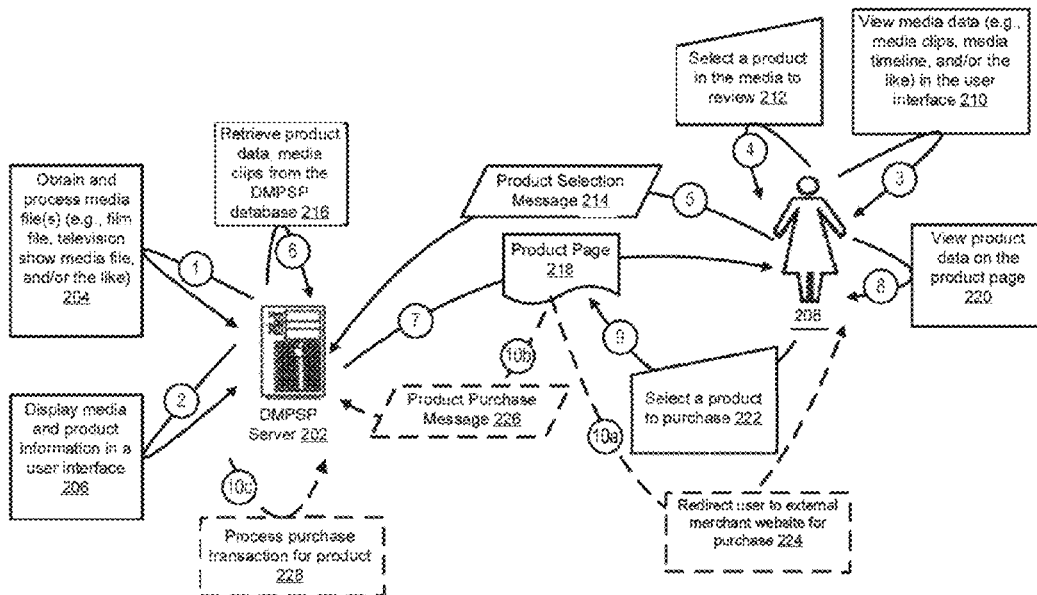 View media data (e.g.,
media clips, media
timeline, and/or the
like) in the user
interface 210
Select a product
in the media to
review 212
4
3
Retrieve product
data, media
clips from the
DMPSP
database 216
6
Product Selection
Message 214
5
Obtain and
process media
file(s) (e.g., film
file, television
show media file,
and/or the like)
204
1
Product Page
218
7
View product
data on the
product page
220
8
208
9
10b
Select a product
to purchase 222
10a
Product Purchase
Message 226
DMPSP
Server 202
2
Display media
and product
information in a
user interface
206
10c
Process purchase
transaction for product
228
Redirect user to external
merchant website for
purchase 224